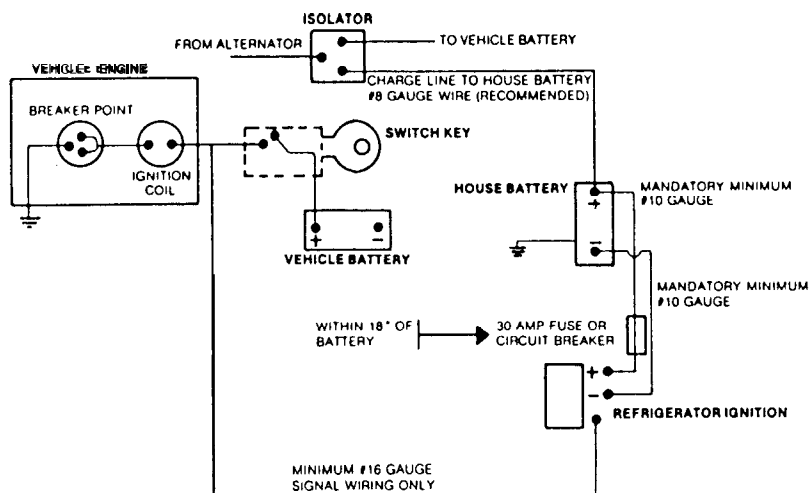 ISOLATOR
FROM ALTERNATOR
TO VEHICLE BATTERY
VEHICLE ENGINE
CHARGE LINE TO HOUSE BATTERY
#8 GAUGE WIRE (RECOMMENDED)
BREAKER POINT
SWITCH KEY
IGNITION
COIL
HOUSE BATTERY
+
MANDATORY MINIMUM
#10 GAUGE
+ −
VEHICLE BATTERY
−
MANDATORY MINIMUM
#10 GAUGE
WITHIN 18" OF
BATTERY
30 AMP FUSE OR
CIRCUIT BREAKER
+
−
REFRIGERATOR IGNITION
MINIMUM #16 GAUGE
SIGNAL WIRING ONLY